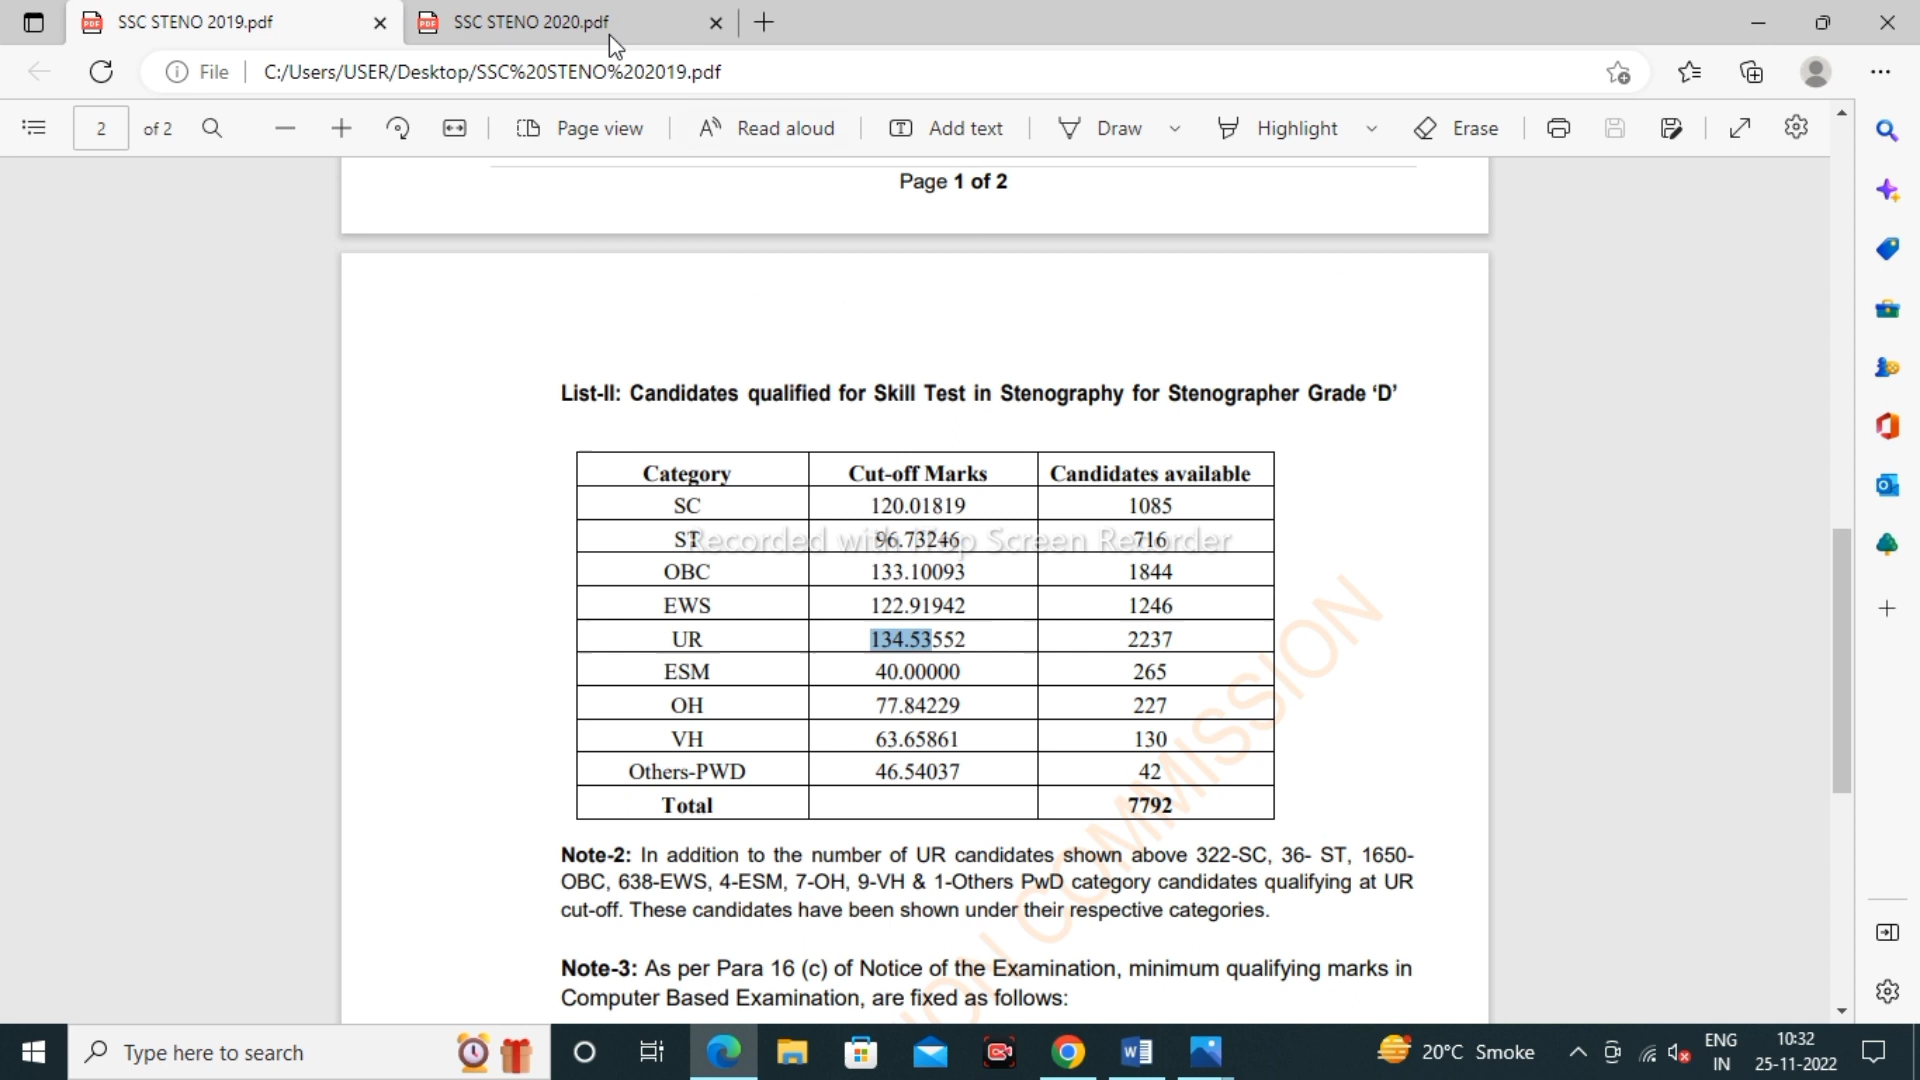 SSC STENO 2019.pdf
SSC STENO 2020.pdf
File
C:/Users/USER/Desktop/SSC%20STENO%202019.pdf
2 of 2
Page view
Read aloud
Add text
Draw
Highlight
Erase
Page 1 of 2
List-II: Candidates qualified for Skill Test in Stenography for Stenographer Grade ‘D’
Category Cut-off Marks Candidates available
SC 120.01819 1085
ST 96.73246 716
Recorded with iTop Screen Recorder
OBC 133.10093 1844
EWS 122.91942 1246
UR 134.53552 2237
ESM 40.00000 265
OH 77.84229 227
VH 63.65861 130
Others-PWD 46.54037 42
Total 7792
Note-2: In addition to the number of UR candidates shown above 322-SC, 36- ST, 1650-
OBC, 638-EWS, 4-ESM, 7-OH, 9-VH & 1-Others PwD category candidates qualifying at UR
cut-off. These candidates have been shown under their respective categories.
Note-3: As per Para 16 (c) of Notice of the Examination, minimum qualifying marks in
Computer Based Examination, are fixed as follows:
ION COMMISSION
Type here to search
20°C Smoke
ENG
IN
10:32
25-11-2022